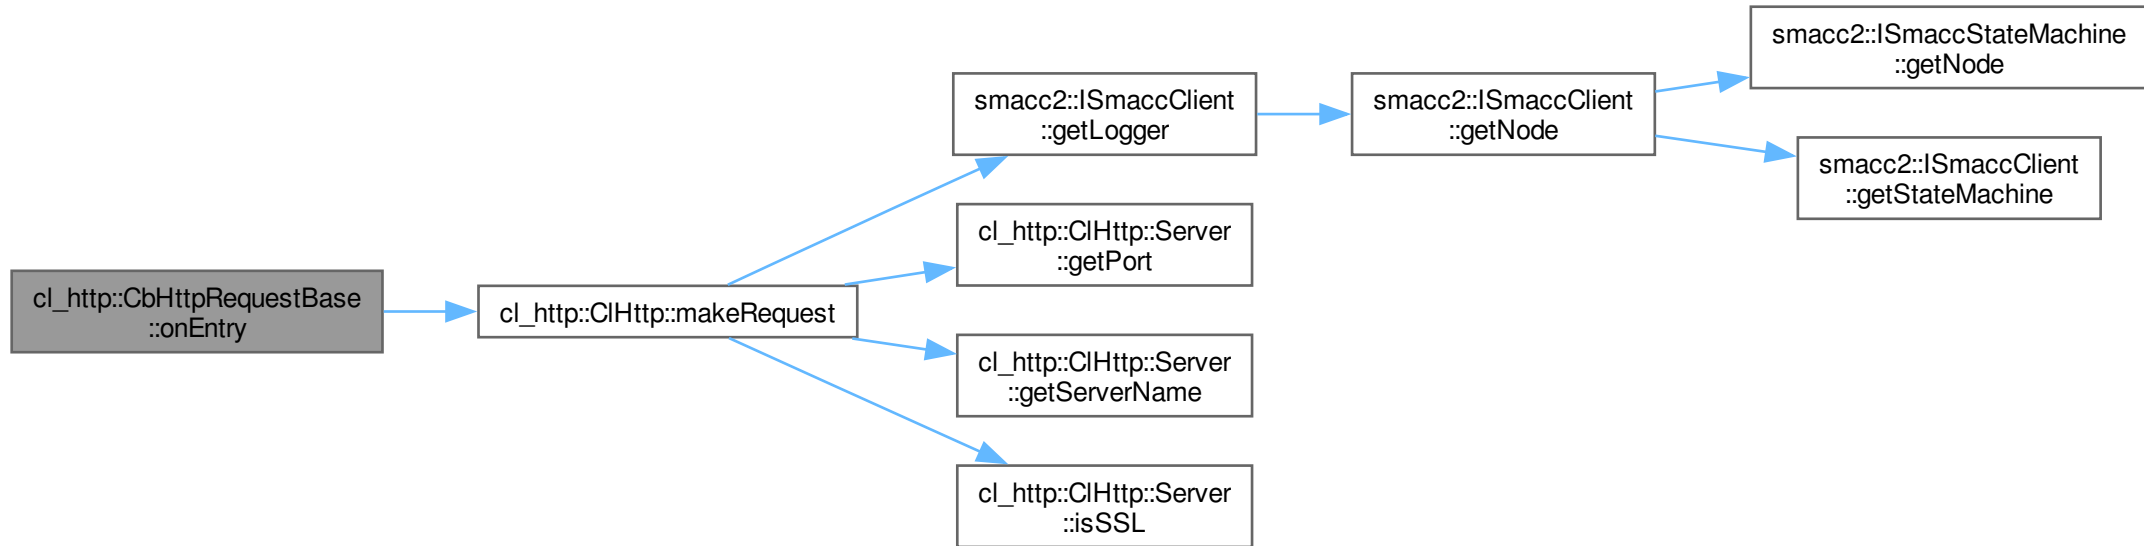 cl_http::CbHttpRequestBase
::onEntry
cl_http::ClHttp::makeRequest
smacc2::ISmaccClient
::getLogger
smacc2::ISmaccClient
::getNode
smacc2::ISmaccStateMachine
::getNode
smacc2::ISmaccClient
::getStateMachine
cl_http::ClHttp::Server
::getPort
cl_http::ClHttp::Server
::getServerName
cl_http::ClHttp::Server
::isSSL